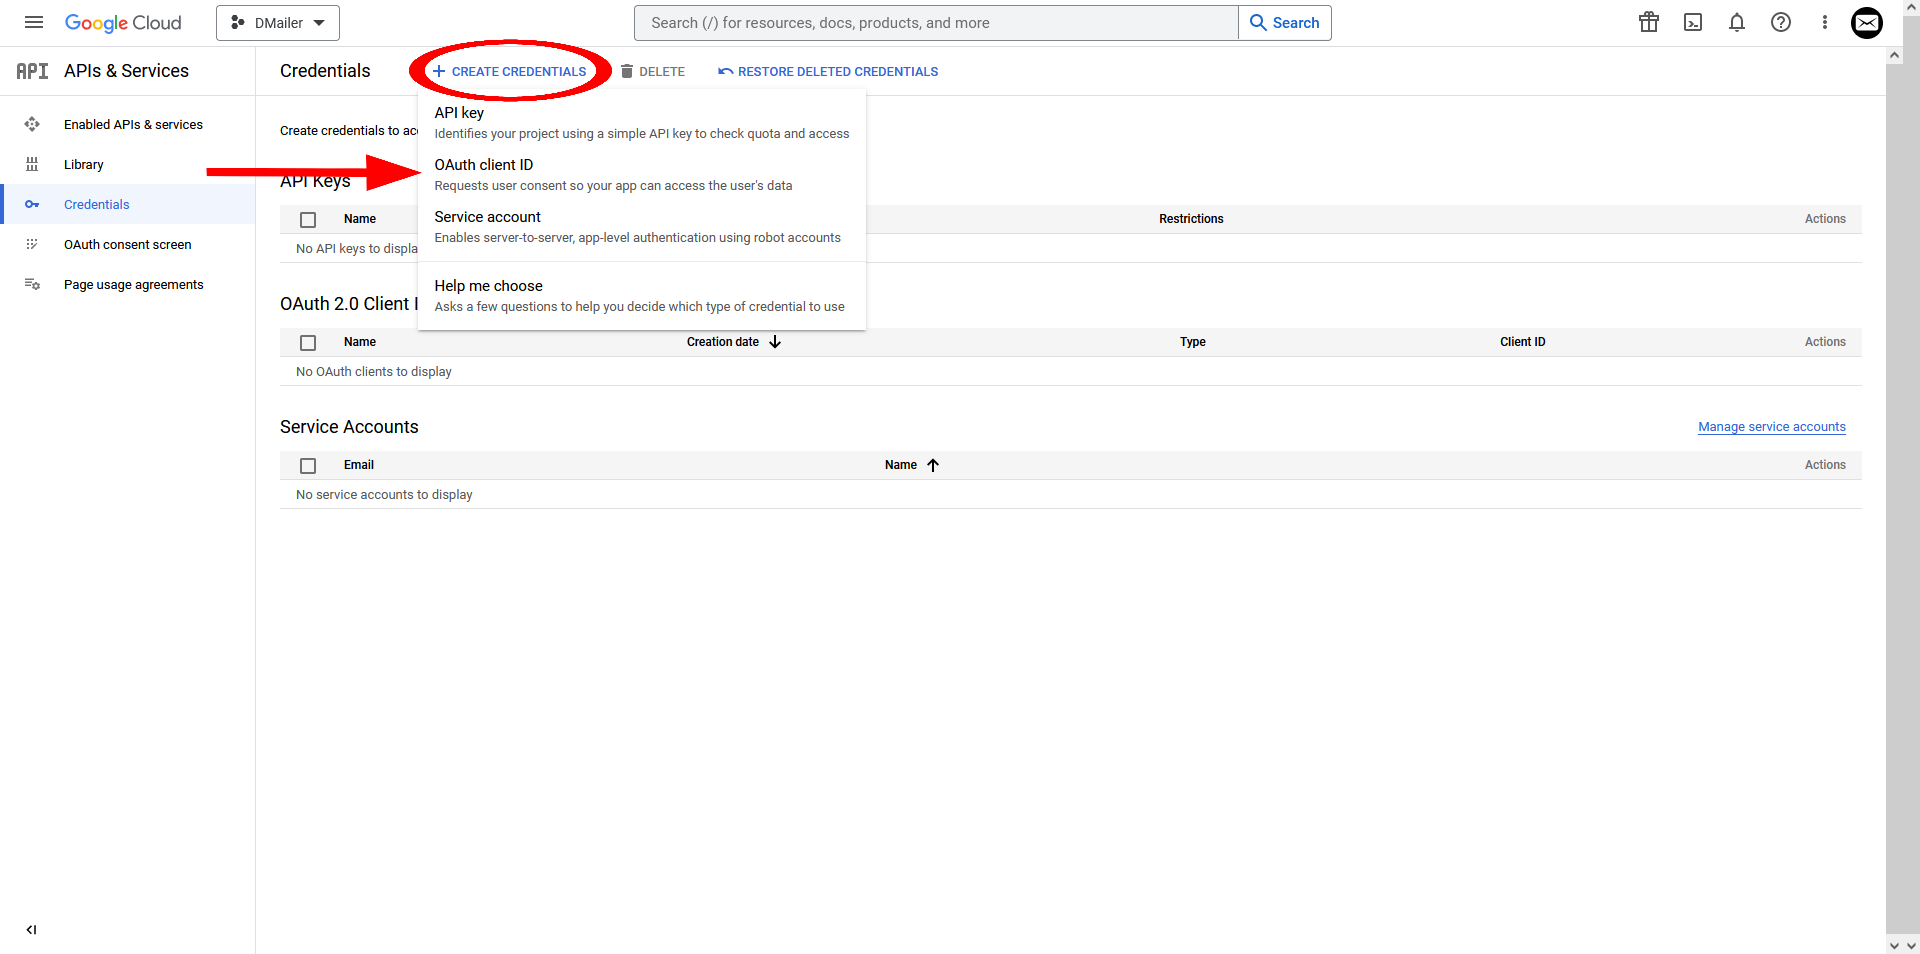 Google Cloud
DMailer
Search (/) for resources, docs, products, and more
Search
API
APIs & Services
Credentials
CREATE CREDENTIALS
DELETE
RESTORE DELETED CREDENTIALS
Enabled APIs & services
Library
Credentials
OAuth consent screen
Page usage agreements
Create credentials to ac
API key
Identifies your project using a simple API key to check quota and access
OAuth client ID
Requests user consent so your app can access the user's data
Service account
Enables server-to-server, app-level authentication using robot accounts
Help me choose
Asks a few questions to help you decide which type of credential to use
API Keys
Name
Restrictions
Actions
No API keys to displa
OAuth 2.0 Client I
Name
Creation date
Type
Client ID
Actions
No OAuth clients to display
Service Accounts
Manage service accounts
Email
Name
Actions
No service accounts to display